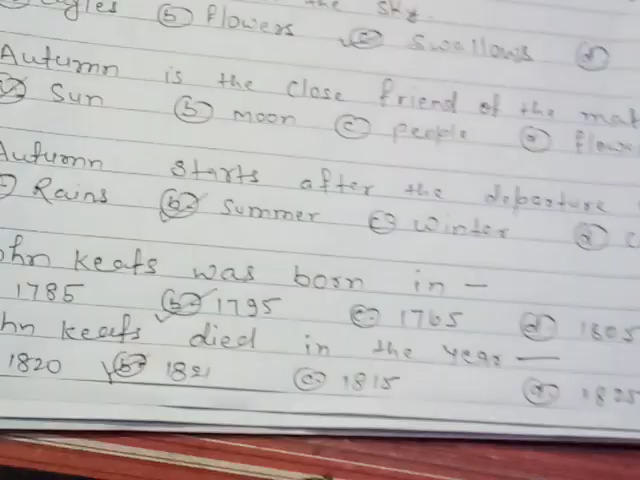 the sky.
ⓑ flowers ⓒ swallows ⓓ
Autumn is the close friend of the mat
Sun ⓑ moon ⓒ people ⓓ flow
Autumn starts after the departure
Rains ⓑ summer ⓒ winter ⓓ
ohn keats was born in -
1785 ⓑ 1795 ⓒ 1765 ⓓ 1805
hn keats died in the year -
1820 ⓑ 1821 ⓒ 1815 ⓓ 1825